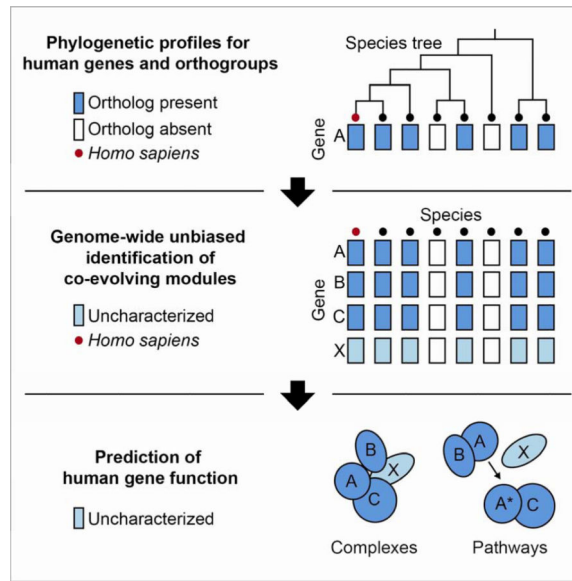 Phylogenetic profiles for
human genes and orthogroups
Ortholog present
Ortholog absent
Homo sapiens
Species tree
Gene
A
Genome-wide unbiased
identification of
co-evolving modules
Uncharacterized
Homo sapiens
Species
Gene
A
B
C
X
Prediction of
human gene function
Uncharacterized
B
A
X
C
Complexes
A
B
X
A*
C
Pathways